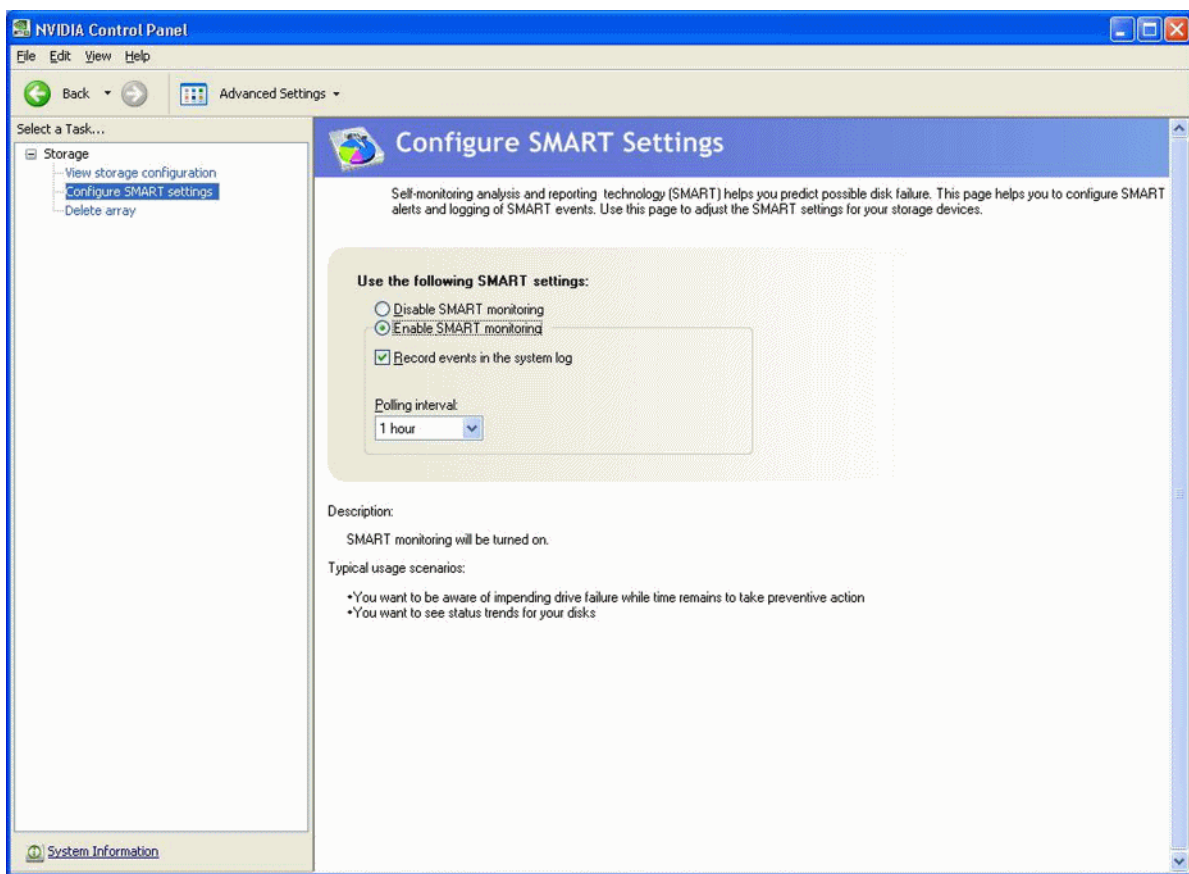 NVIDIA Control Panel
File Edit View Help
Back Advanced Settings
Select a Task...
Storage
View storage configuration
Configure SMART settings
Delete array
System Information
Configure SMART Settings
Self-monitoring analysis and reporting technology (SMART) helps you predict possible disk failure. This page helps you to configure SMART
alerts and logging of SMART events. Use this page to adjust the SMART settings for your storage devices.
Use the following SMART settings:
Disable SMART monitoring
Enable SMART monitoring
Record events in the system log
Polling interval:
1 hour
Description:
SMART monitoring will be turned on.
Typical usage scenarios:
•You want to be aware of impending drive failure while time remains to take preventive action
•You want to see status trends for your disks